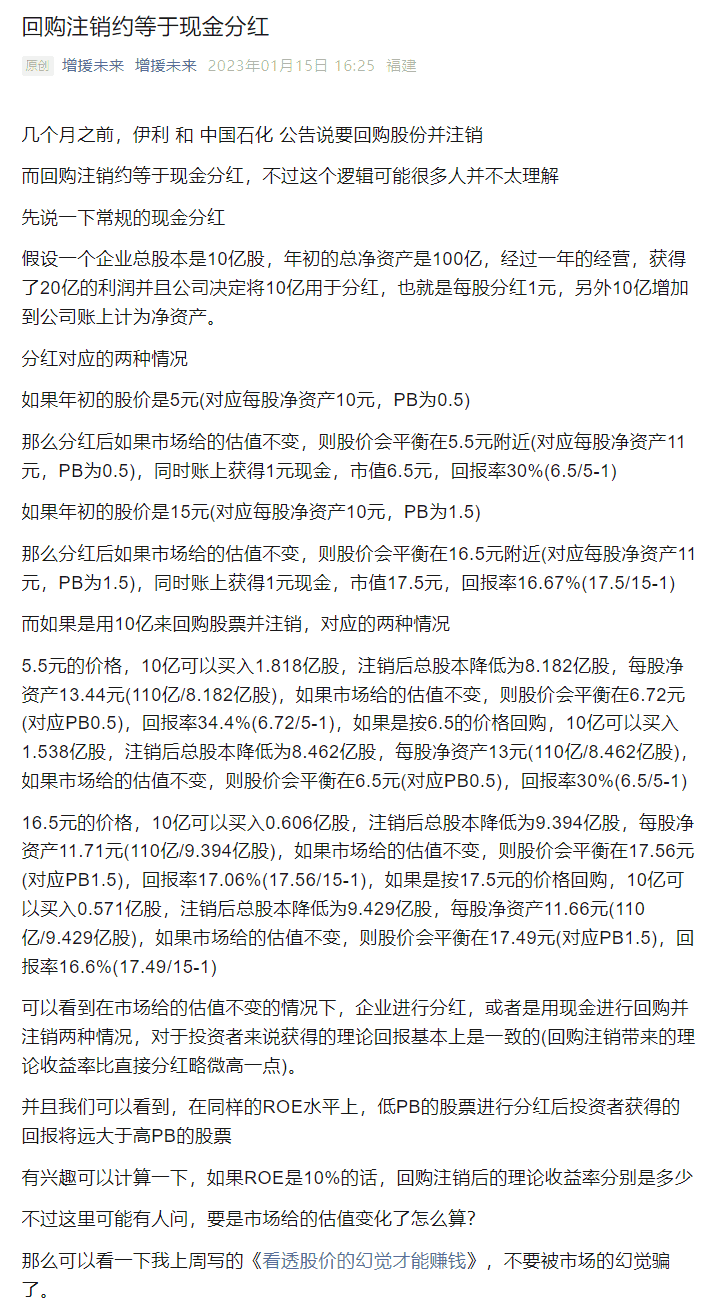 回购注销约等于现金分红
原创 增援未来 增援未来 2023年01月15日 16:25 福建
几个月之前，伊利 和 中国石化 公告说要回购股份并注销
而回购注销约等于现金分红，不过这个逻辑可能很多人并不太理解
先说一下常规的现金分红
假设一个企业总股本是10亿股，年初的总净资产是100亿，经过一年的经营，获得
了20亿的利润并且公司决定将10亿用于分红，也就是每股分红1元，另外10亿增加
到公司账上计为净资产。
分红对应的两种情况
如果年初的股价是5元(对应每股净资产10元，PB为0.5)
那么分红后如果市场给的估值不变，则股价会平衡在5.5元附近(对应每股净资产11
元，PB为0.5)，同时账上获得1元现金，市值6.5元，回报率30%(6.5/5-1)
如果年初的股价是15元(对应每股净资产10元，PB为1.5)
那么分红后如果市场给的估值不变，则股价会平衡在16.5元附近(对应每股净资产11
元，PB为1.5)，同时账上获得1元现金，市值17.5元，回报率16.67%(17.5/15-1)
而如果是用10亿来回购股票并注销，对应的两种情况
5.5元的价格，10亿可以买入1.818亿股，注销后总股本降低为8.182亿股，每股净
资产13.44元(110亿/8.182亿股)，如果市场给的估值不变，则股价会平衡在6.72元
(对应PB0.5)，回报率34.4%(6.72/5-1)，如果是按6.5的价格回购，10亿可以买入
1.538亿股，注销后总股本降低为8.462亿股，每股净资产13元(110亿/8.462亿股)，
如果市场给的估值不变，则股价会平衡在6.5元(对应PB0.5)，回报率30%(6.5/5-1)
16.5元的价格，10亿可以买入0.606亿股，注销后总股本降低为9.394亿股，每股净
资产11.71元(110亿/9.394亿股)，如果市场给的估值不变，则股价会平衡在17.56元
(对应PB1.5)，回报率17.06%(17.56/15-1)，如果是按17.5元的价格回购，10亿可
以买入0.571亿股，注销后总股本降低为9.429亿股，每股净资产11.66元(110
亿/9.429亿股)，如果市场给的估值不变，则股价会平衡在17.49元(对应PB1.5)，回
报率16.6%(17.49/15-1)
可以看到在市场给的估值不变的情况下，企业进行分红，或者是用现金进行回购并
注销两种情况，对于投资者来说获得的理论回报基本上是一致的(回购注销带来的理
论收益率比直接分红略微高一点)。
并且我们可以看到，在同样的ROE水平上，低PB的股票进行分红后投资者获得的
回报将远大于高PB的股票
有兴趣可以计算一下，如果ROE是10%的话，回购注销后的理论收益率分别是多少
不过这里可能有人问，要是市场给的估值变化了怎么算？
那么可以看一下我上周写的《看透股价的幻觉才能赚钱》，不要被市场的幻觉骗
了。